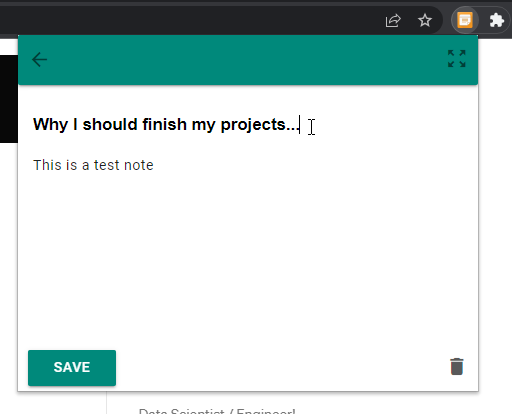 Why I should finish my projects...
This is a test note
SAVE
Data Scientist / Engineer!